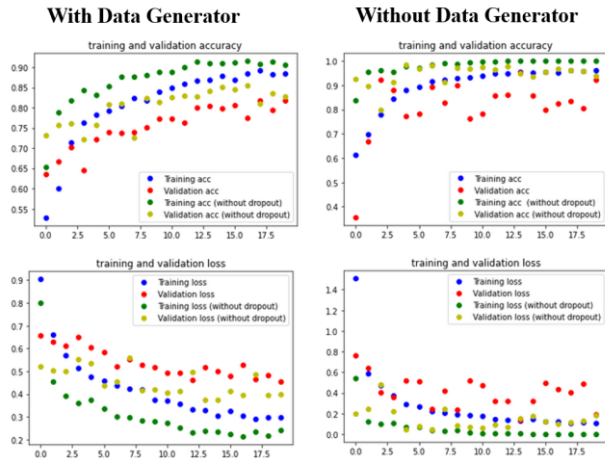 With Data Generator
Without Data Generator
training and validation accuracy
0.90
0.85
0.80
0.75
0.70
0.65
0.60
0.55
Training acc
Validation acc
Training acc (without dropout)
Validation acc (without dropout)
0.0 2.5 5.0 7.5 10.0 12.5 15.0 17.5
training and validation accuracy
1.0
0.9
0.8
0.7
0.6
0.5
0.4
Training acc
Validation acc
Training acc (without dropout)
Validation acc (without dropout)
0.0 2.5 5.0 7.5 10.0 12.5 15.0 17.5
training and validation loss
0.9
0.8
0.7
0.6
0.5
0.4
0.3
0.2
Training loss
Validation loss
Training loss (without dropout)
Validation loss (without dropout)
0.0 2.5 5.0 7.5 10.0 12.5 15.0 17.5
training and validation loss
1.4
1.2
1.0
0.8
0.6
0.4
0.2
0.0
Training loss
Validation loss
Training loss (without dropout)
Validation loss (without dropout)
0.0 2.5 5.0 7.5 10.0 12.5 15.0 17.5